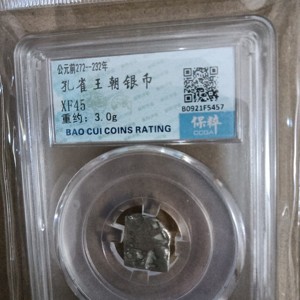 公元前272--232年
孔雀王朝银币
XF45
重约：3.0g
B0921F5457
BAO CUI COINS RATING
保粹